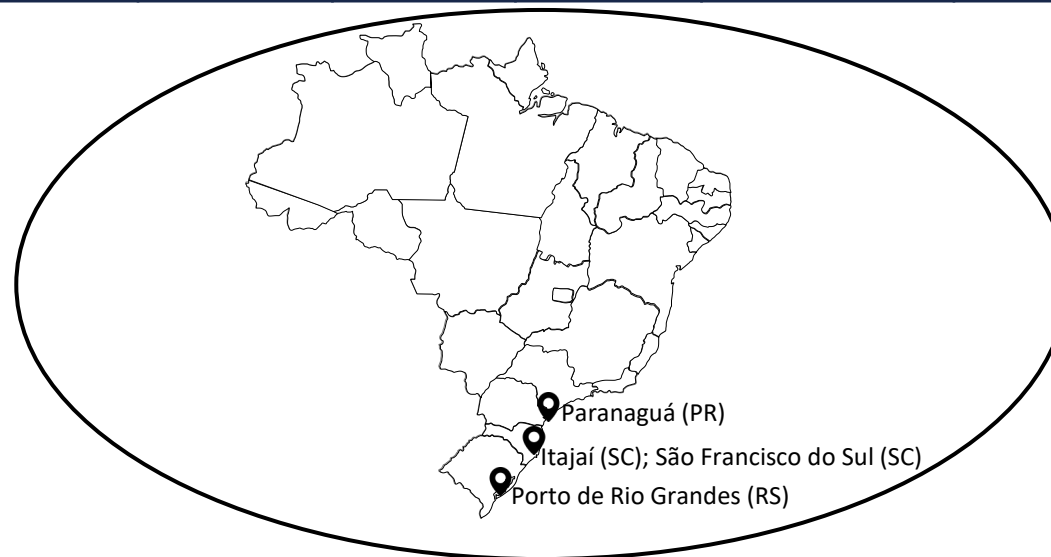 Paranaguá (PR)
Itajaí (SC); São Francisco do Sul (SC)
Porto de Rio Grandes (RS)